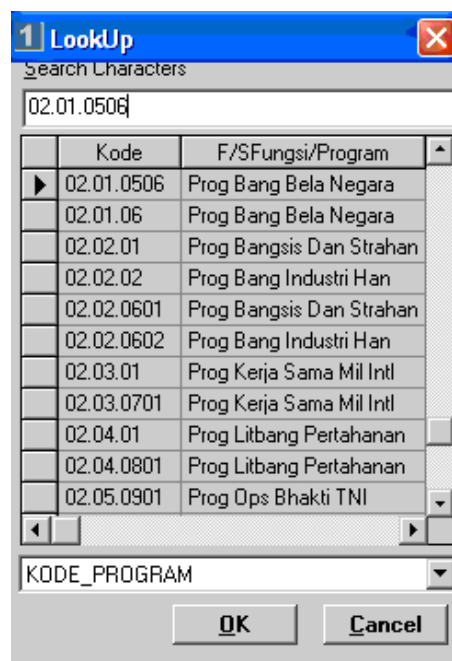 1 LookUp
Search Characters
02.01.0506
Kode F/SFungsi/Program
02.01.0506 Prog Bang Bela Negara
02.01.06 Prog Bang Bela Negara
02.02.01 Prog Bangsis Dan Strahan
02.02.02 Prog Bang Industri Han
02.02.0601 Prog Bangsis Dan Strahan
02.02.0602 Prog Bang Industri Han
02.03.01 Prog Kerja Sama Mil Intl
02.03.0701 Prog Kerja Sama Mil Intl
02.04.01 Prog Litbang Pertahanan
02.04.0801 Prog Litbang Pertahanan
02.05.0901 Prog Ops Bhakti TNI
KODE_PROGRAM
OK Cancel